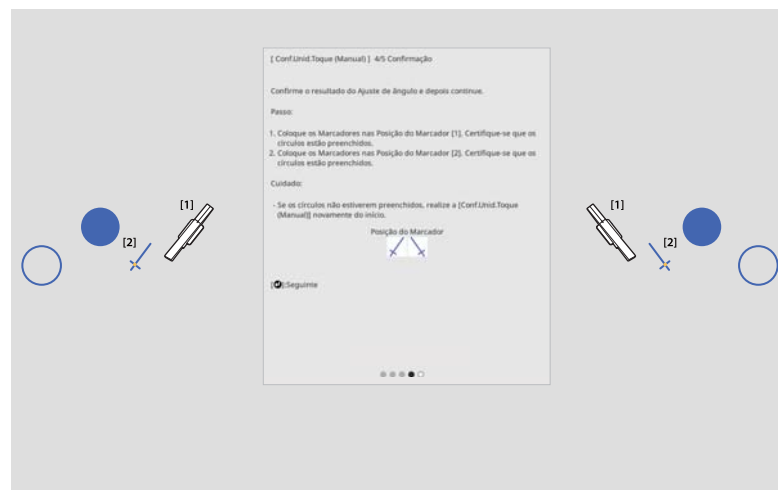 [ Conf.Unid.Toque (Manual) ] 4/5 Confirmação
Confirme o resultado do Ajuste de ângulo e depois continue.
Passo:
1. Coloque os Marcadores nas Posição do Marcador [1], Certifique-se que os
círculos estão preenchidos.
2. Coloque os Marcadores nas Posição do Marcador [2], Certifique-se que os
círculos estão preenchidos.
Cuidado:
- Se os círculos não estiverem preenchidos, realize a [Conf.Unid.Toque
(Manual)] novamente do início.
Posição do Marcador
[ ]:Seguinte
[1]
[2]
[1]
[2]